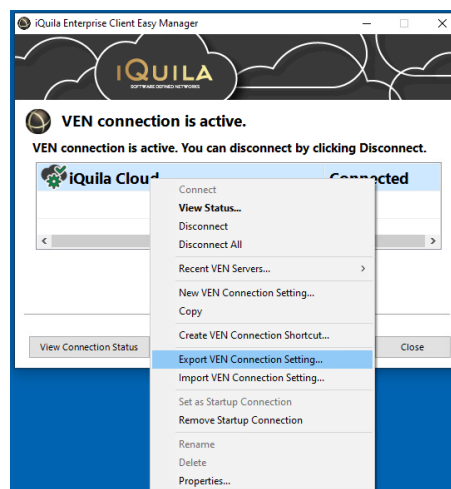 iQuila Enterprise Client Easy Manager
iQUILA
SOFTWARE DEFINED NETWORKS
VEN connection is active.
VEN connection is active. You can disconnect by clicking Disconnect.
iQuila Cloud Connected
Connect
View Status...
Disconnect
Disconnect All
Recent VEN Servers...
New VEN Connection Setting...
Copy
Create VEN Connection Shortcut...
View Connection Status
Close
Export VEN Connection Setting...
Import VEN Connection Setting...
Set as Startup Connection
Remove Startup Connection
Rename
Delete
Properties...